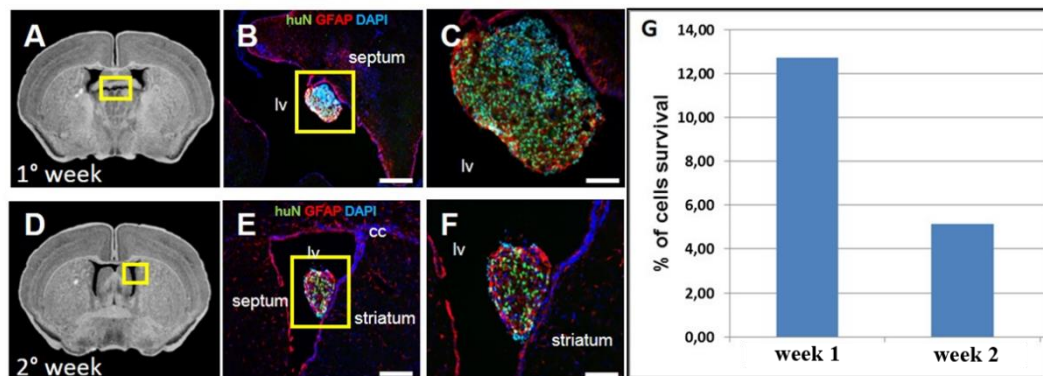 A
1° week
B
huN GFAP DAPI
septum
lv
C
lv
D
2° week
E
huN GFAP DAPI
cc
lv
septum
striatum
F
lv
striatum
G
% of cells survival
14,00
12,00
10,00
8,00
6,00
4,00
2,00
0,00
week 1 week 2